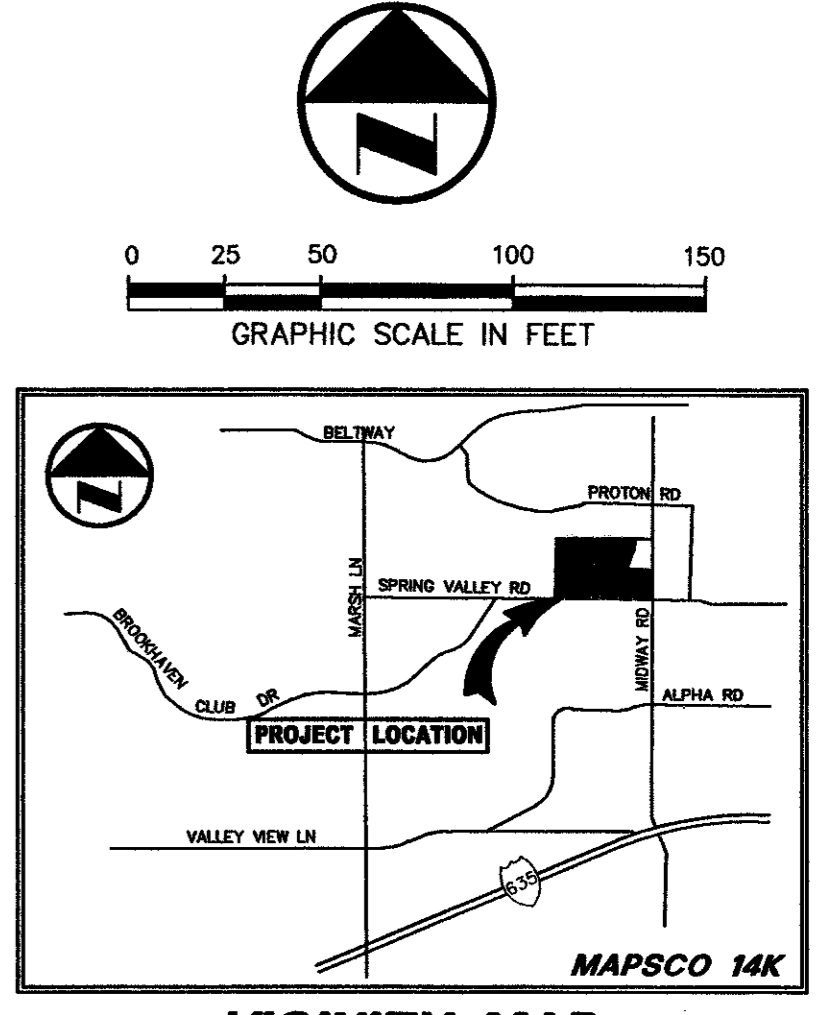 0 25 50 100 150
GRAPHIC SCALE IN FEET
BELTWAY
PROTON RD
SPRING VALLEY RD
MARSH LN
BROOKHAVEN
CLUB DR
MIDWAY RD
ALPHA RD
PROJECT LOCATION
VALLEY VIEW LN
635
MAPSCO 14K